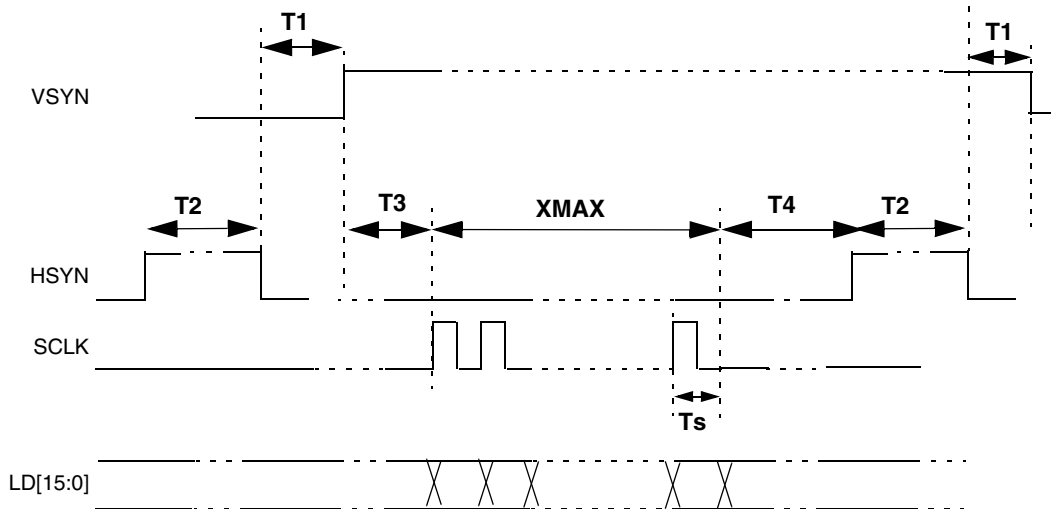 T1
T1
VSYN
T2
T3
XMAX
T4
T2
HSYN
SCLK
Ts
LD[15:0]